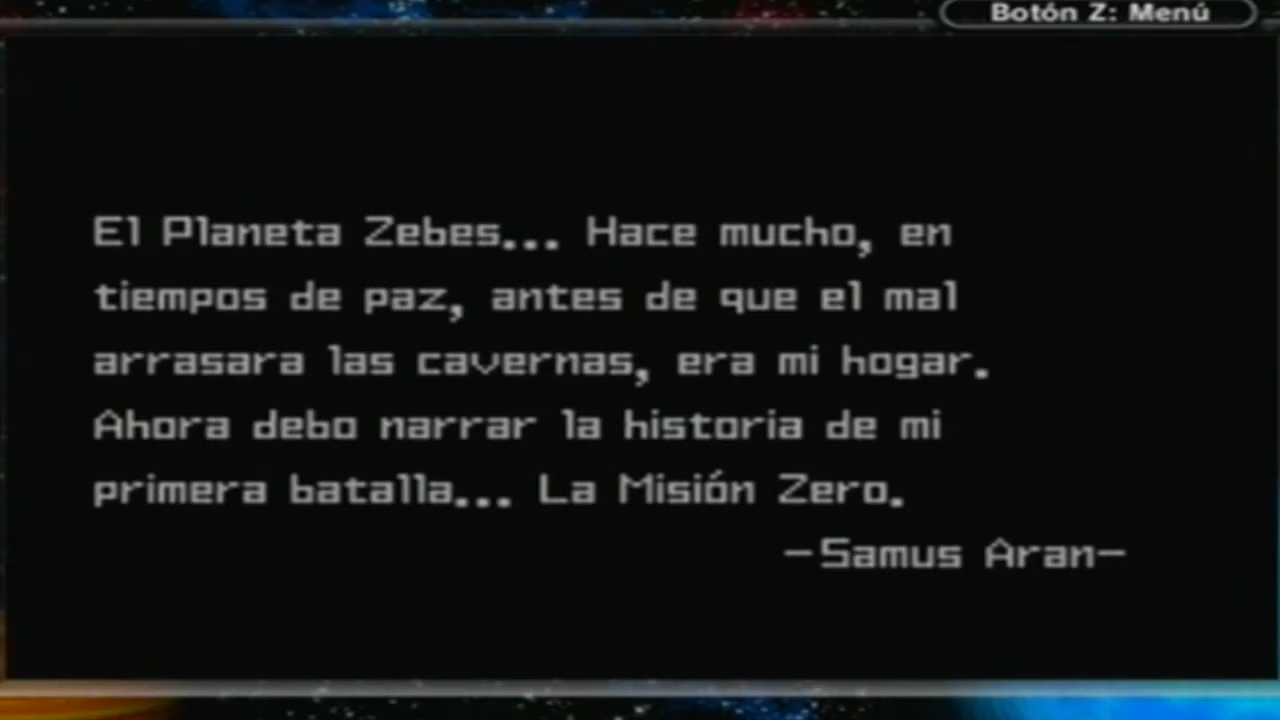 Botón Z: Menú
El Planeta Zebes... Hace mucho, en
tiempos de paz, antes de que el mal
arrasara las cavernas, era mi hogar.
Ahora debo narrar la historia de mi
primera batalla... La Misión Zero.
-Samus Aran-